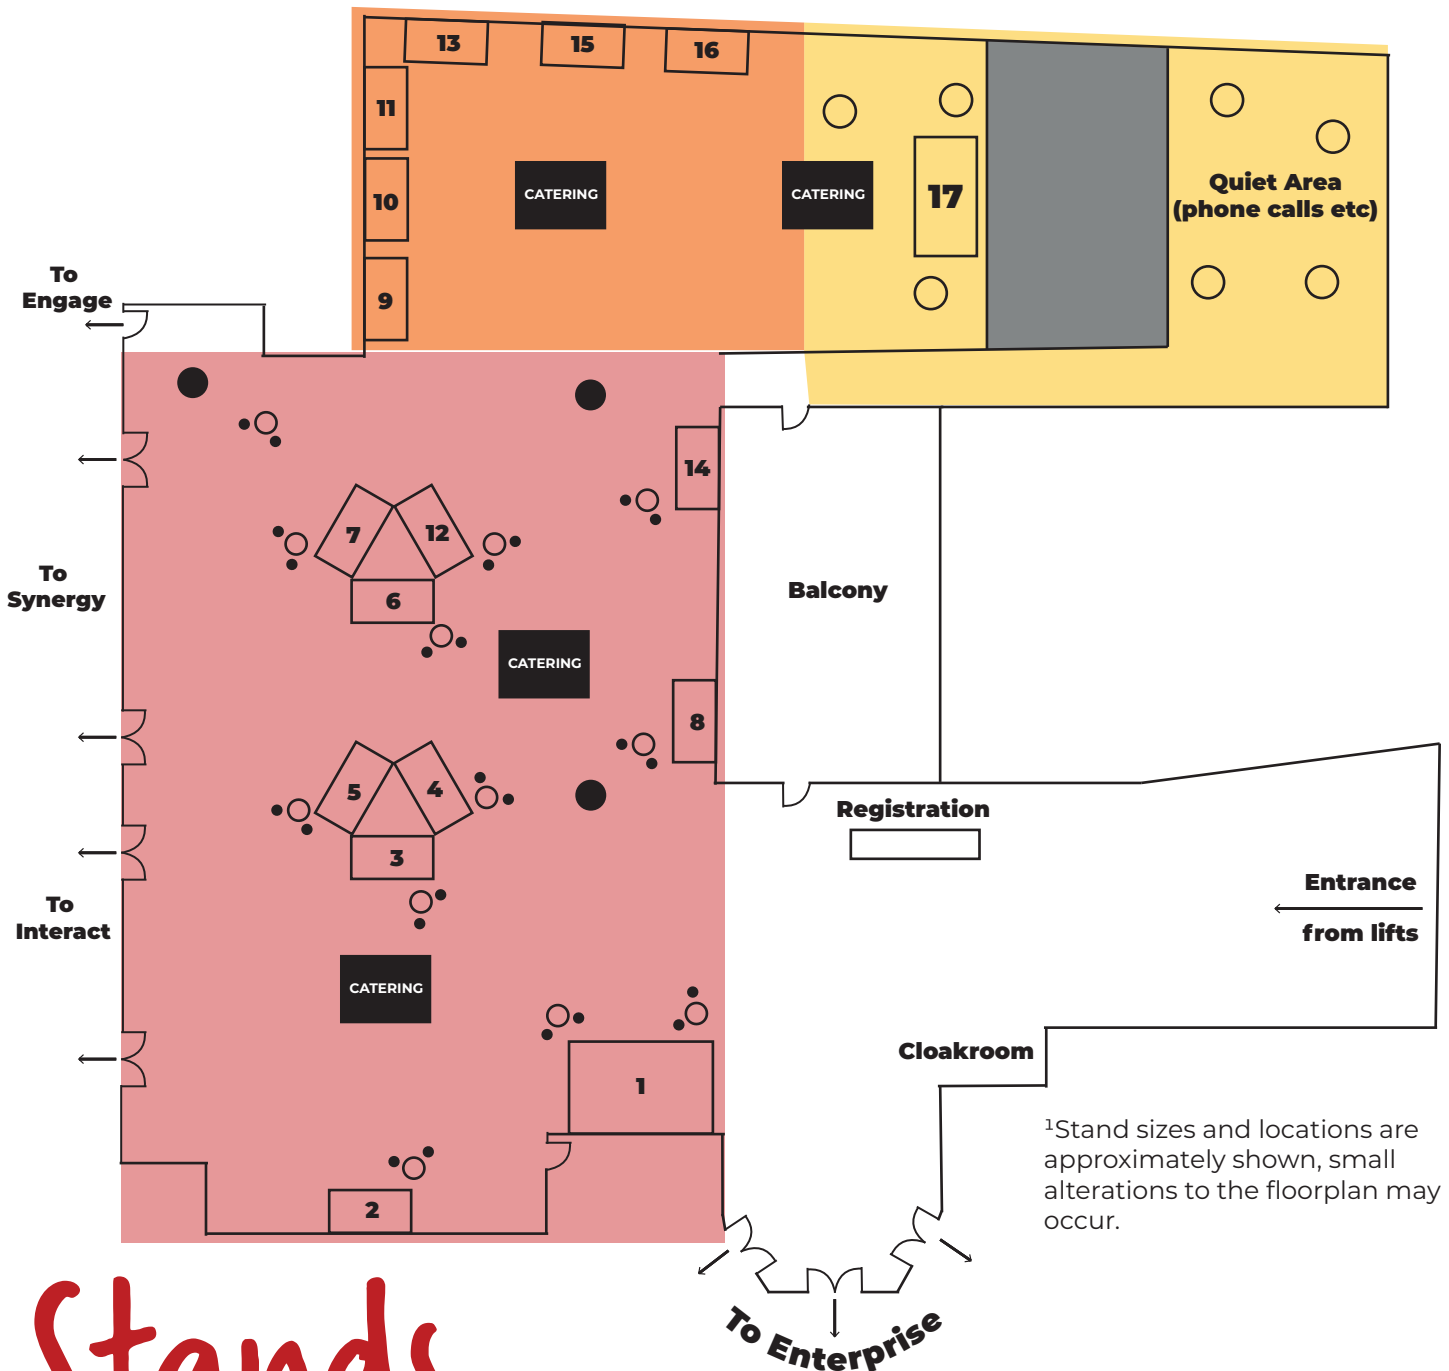 13
15
16
11
CATERING
CATERING
17
10
Quiet Area
(phone calls etc)
9
To
Engage
14
7
12
6
To
Synergy
Balcony
CATERING
8
5
4
3
Registration
Entrance
from lifts
To
Interact
CATERING
Cloakroom
1
2
¹Stand sizes and locations are
approximately shown, small
alterations to the floorplan may
occur.
To Enterprise
Stands